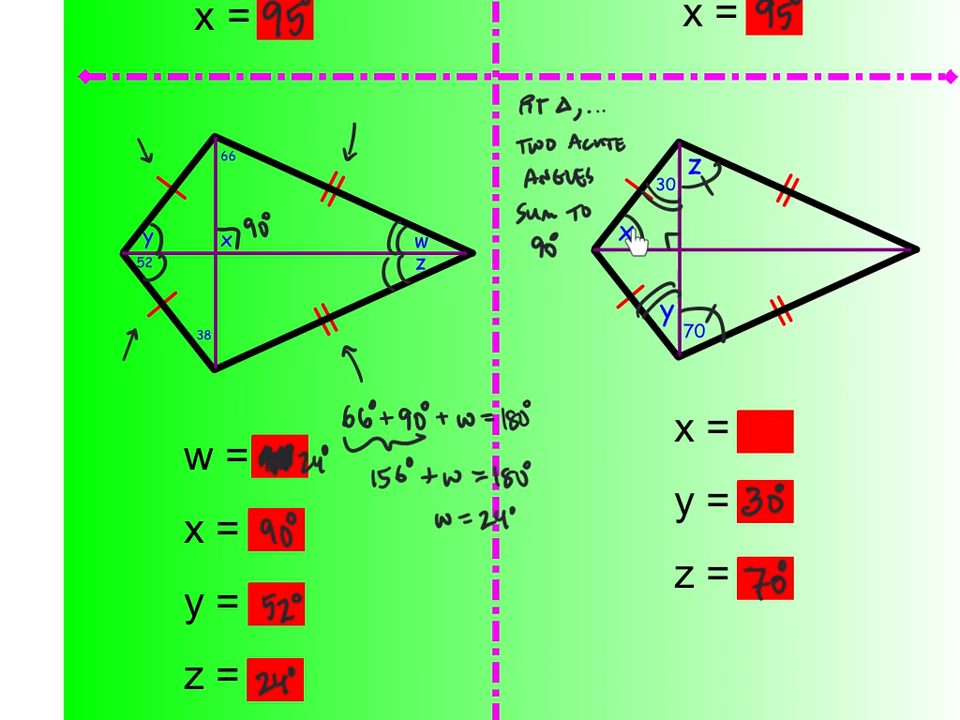 x = 95°
x = 95°
66
y
x 90°
w
52
z
38
RT Δ, ...
TWO ACUTE
ANGLES
SUM TO
90°
z
30
x
y
70
66° + 90° + w = 180°
156° + w = 180°
w = 24°
w = 24°
x = 90°
y = 52°
z = 24°
x =
y = 30°
z = 70°